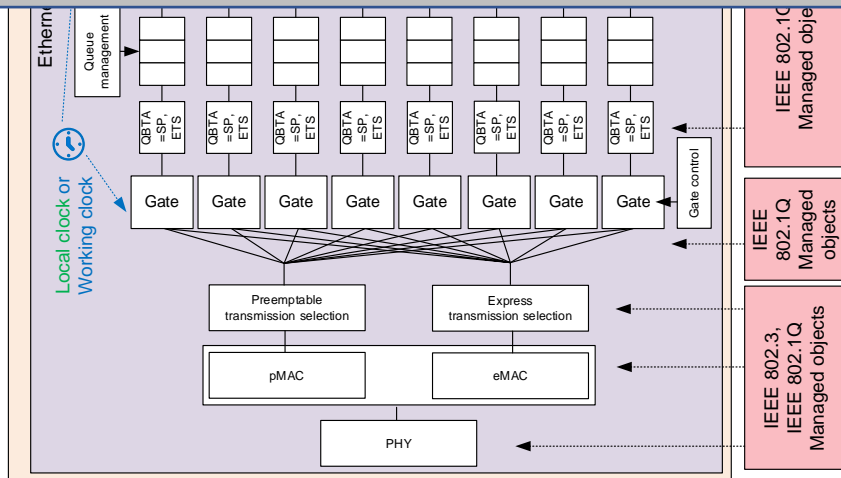 Etherne
Queue
management
QBTA
=SP,
ETS
QBTA
=SP,
ETS
QBTA
=SP,
ETS
QBTA
=SP,
ETS
QBTA
=SP,
ETS
QBTA
=SP,
ETS
QBTA
=SP,
ETS
QBTA
=SP,
ETS
Local clock or
Working clock
Gate
Gate
Gate
Gate
Gate
Gate
Gate
Gate
Gate control
Preemptable
transmission selection
Express
transmission selection
pMAC
eMAC
PHY
IEEE 802.1Q
Managed obje
IEEE
802.1Q
Managed
objects
IEEE 802.3,
IEEE 802.1Q
Managed objects